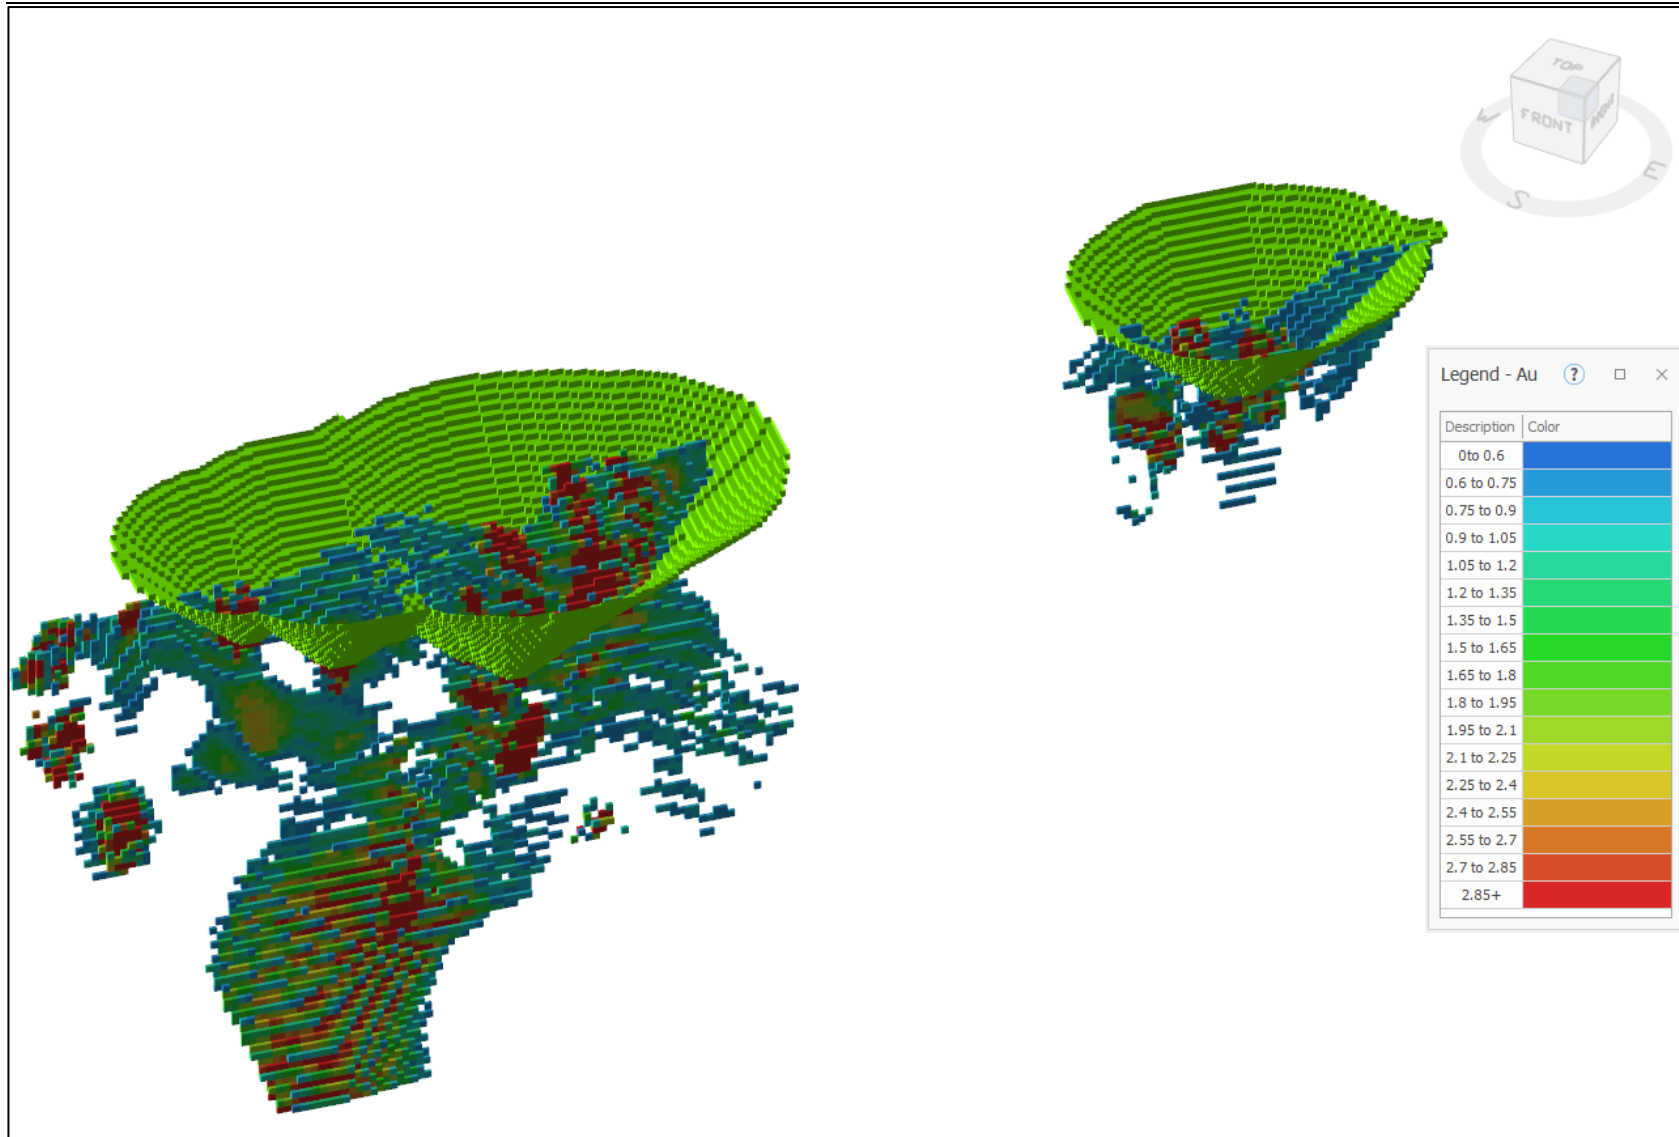 TOP
FRONT
RIGHT
W
E
S
Legend - Au ?
Description Color
0to 0.6
0.6 to 0.75
0.75 to 0.9
0.9 to 1.05
1.05 to 1.2
1.2 to 1.35
1.35 to 1.5
1.5 to 1.65
1.65 to 1.8
1.8 to 1.95
1.95 to 2.1
2.1 to 2.25
2.25 to 2.4
2.4 to 2.55
2.55 to 2.7
2.7 to 2.85
2.85+